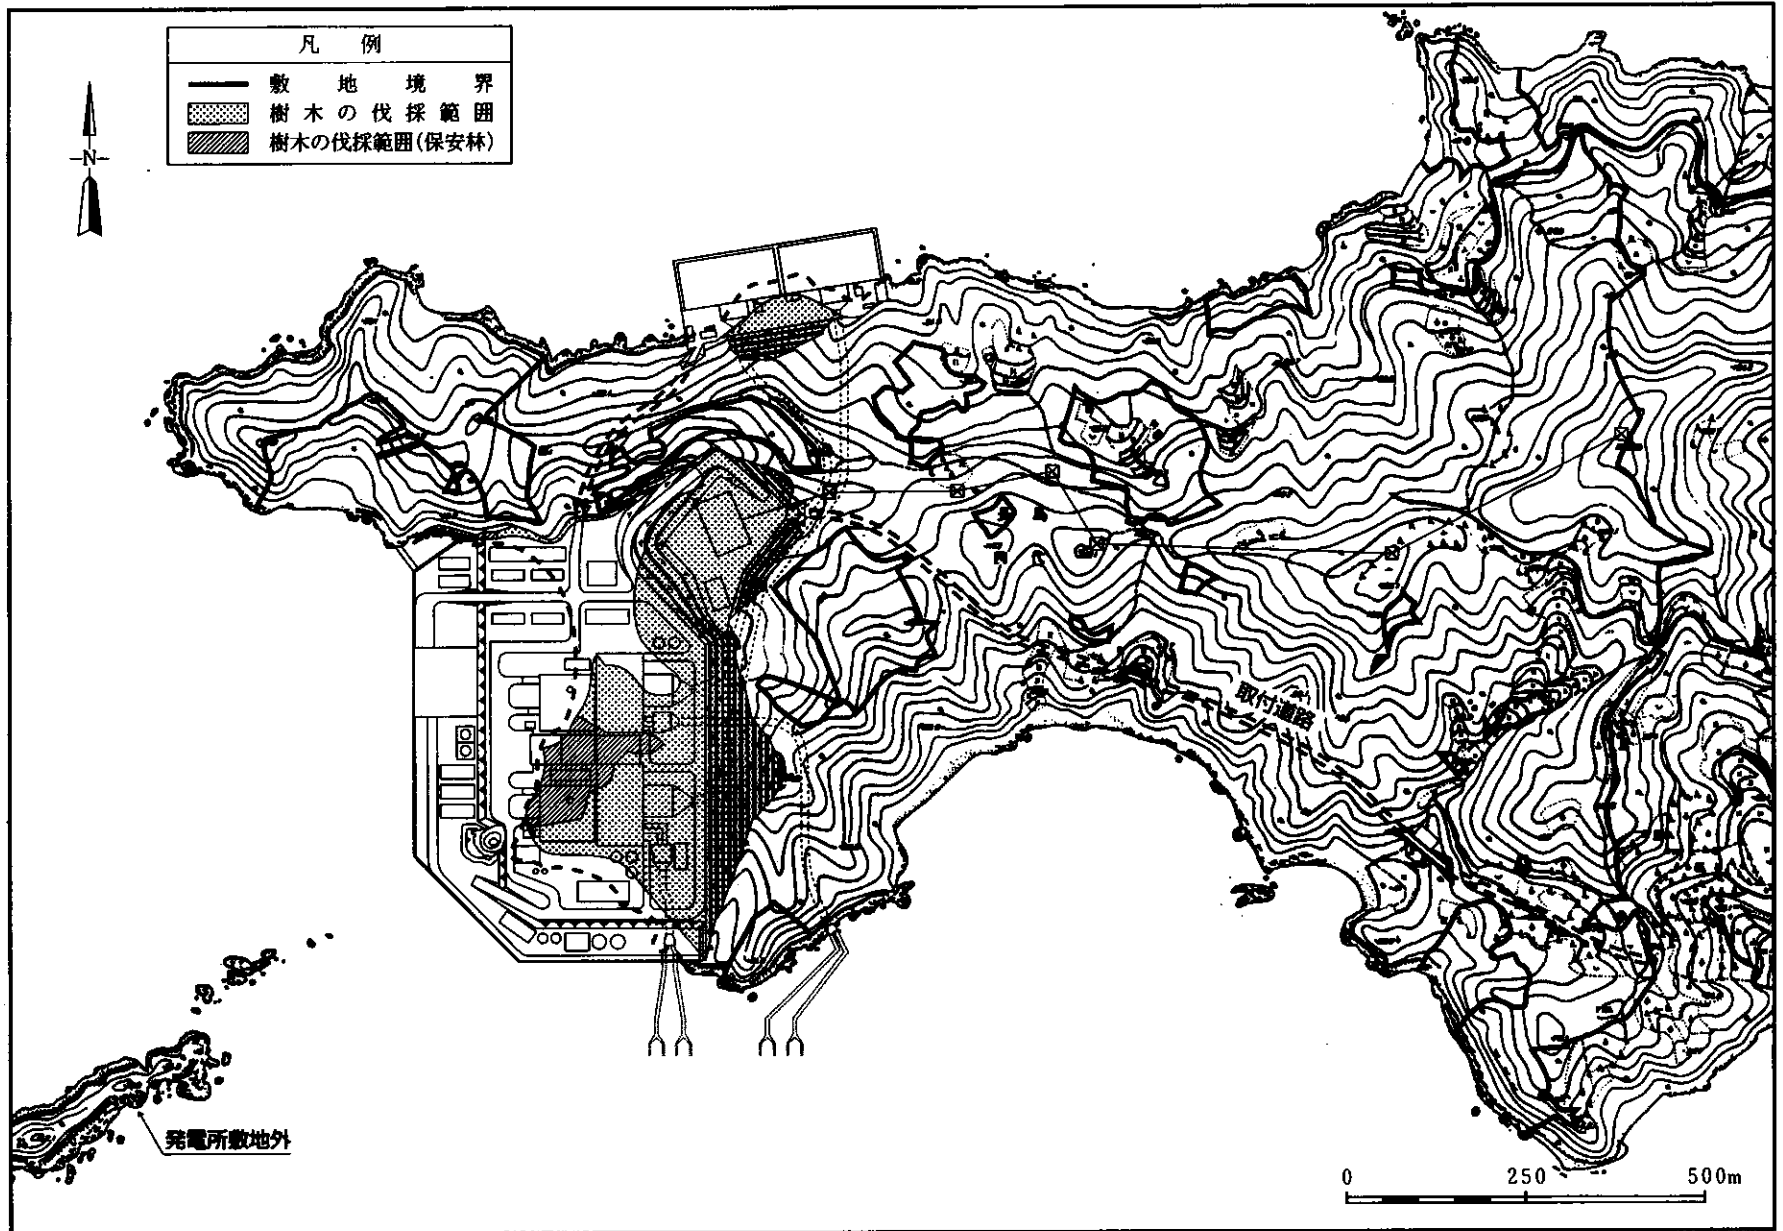 凡 例
敷 地 境 界
樹 木 の 伐 採 範 囲
樹木の伐採範囲(保安林)
N
取付道路
発電所敷地外
0 250 500m